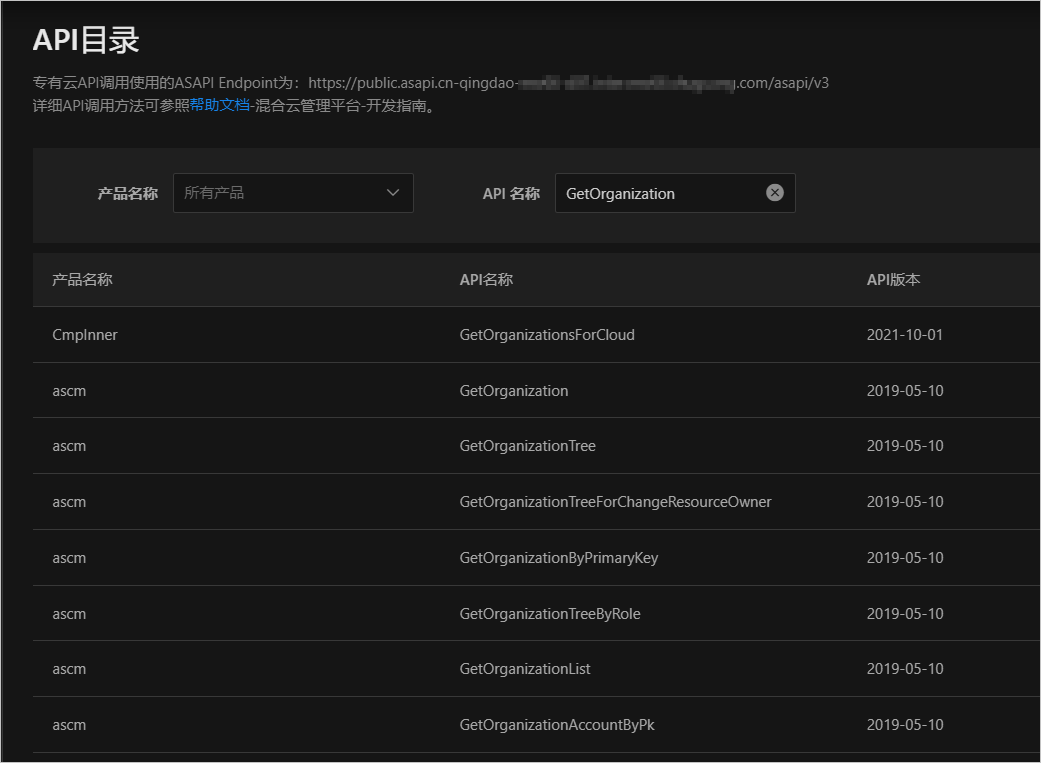 API目录
专有云API调用使用的ASAPI Endpoint为：https://public.asapi.cn-qingdao- .com/asapi/v3
详细API调用方法可参照帮助文档-混合云管理平台-开发指南。
产品名称 所有产品 API 名称 GetOrganization
产品名称 API名称 API版本
CmpInner GetOrganizationsForCloud 2021-10-01
ascm GetOrganization 2019-05-10
ascm GetOrganizationTree 2019-05-10
ascm GetOrganizationTreeForChangeResourceOwner 2019-05-10
ascm GetOrganizationByPrimaryKey 2019-05-10
ascm GetOrganizationTreeByRole 2019-05-10
ascm GetOrganizationList 2019-05-10
ascm GetOrganizationAccountByPk 2019-05-10